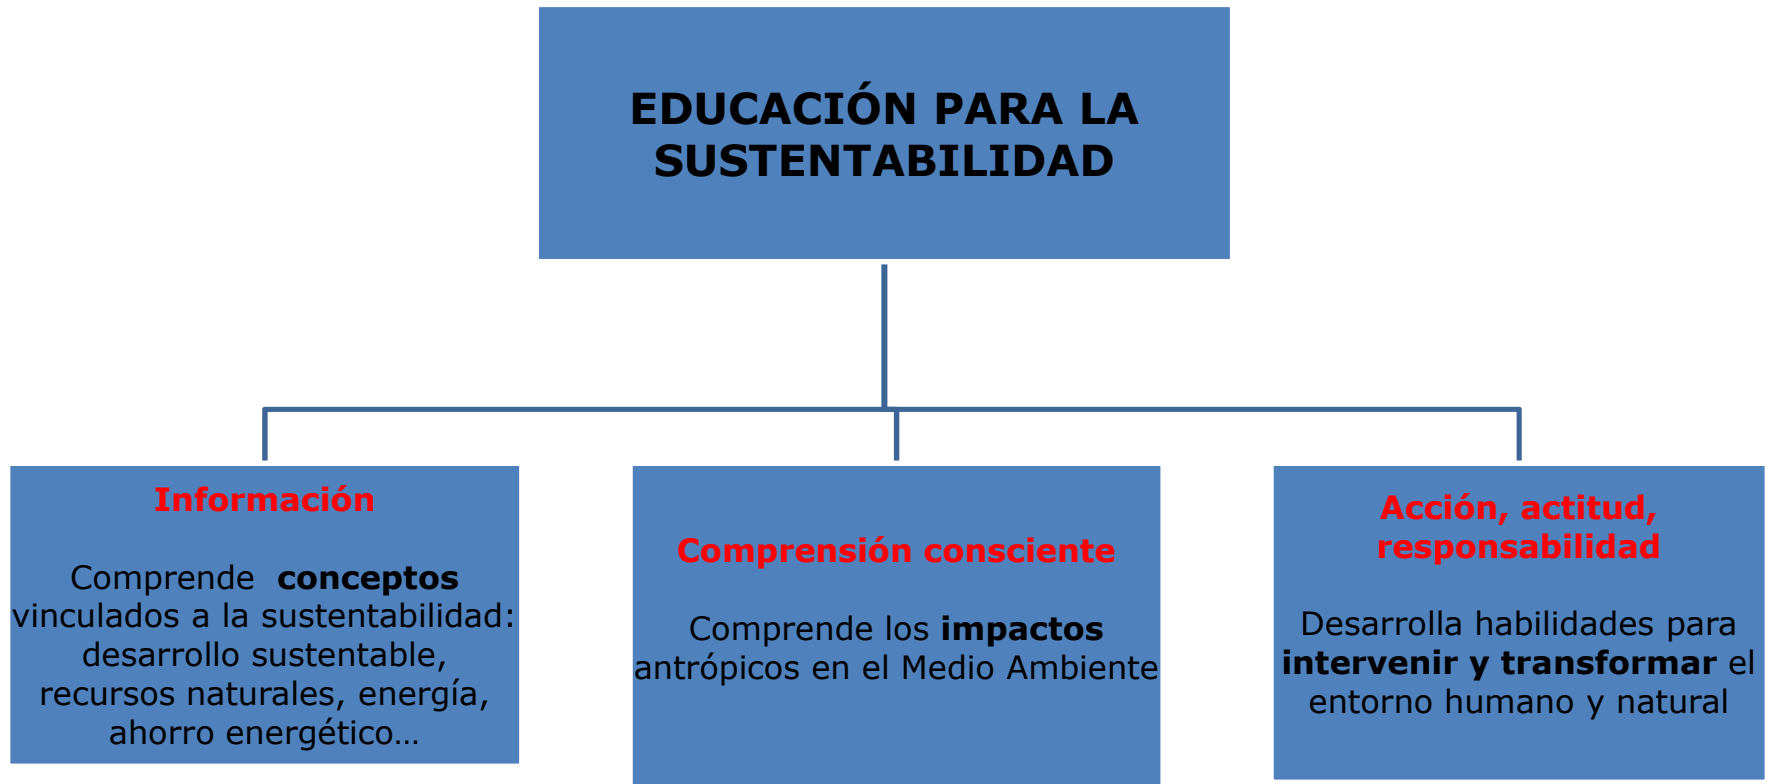 EDUCACIÓN PARA LA
SUSTENTABILIDAD
Información
Comprende conceptos
vinculados a la sustentabilidad:
desarrollo sustentable,
recursos naturales, energía,
ahorro energético…
Comprensión consciente
Comprende los impactos
antrópicos en el Medio Ambiente
Acción, actitud,
responsabilidad
Desarrolla habilidades para
intervenir y transformar el
entorno humano y natural